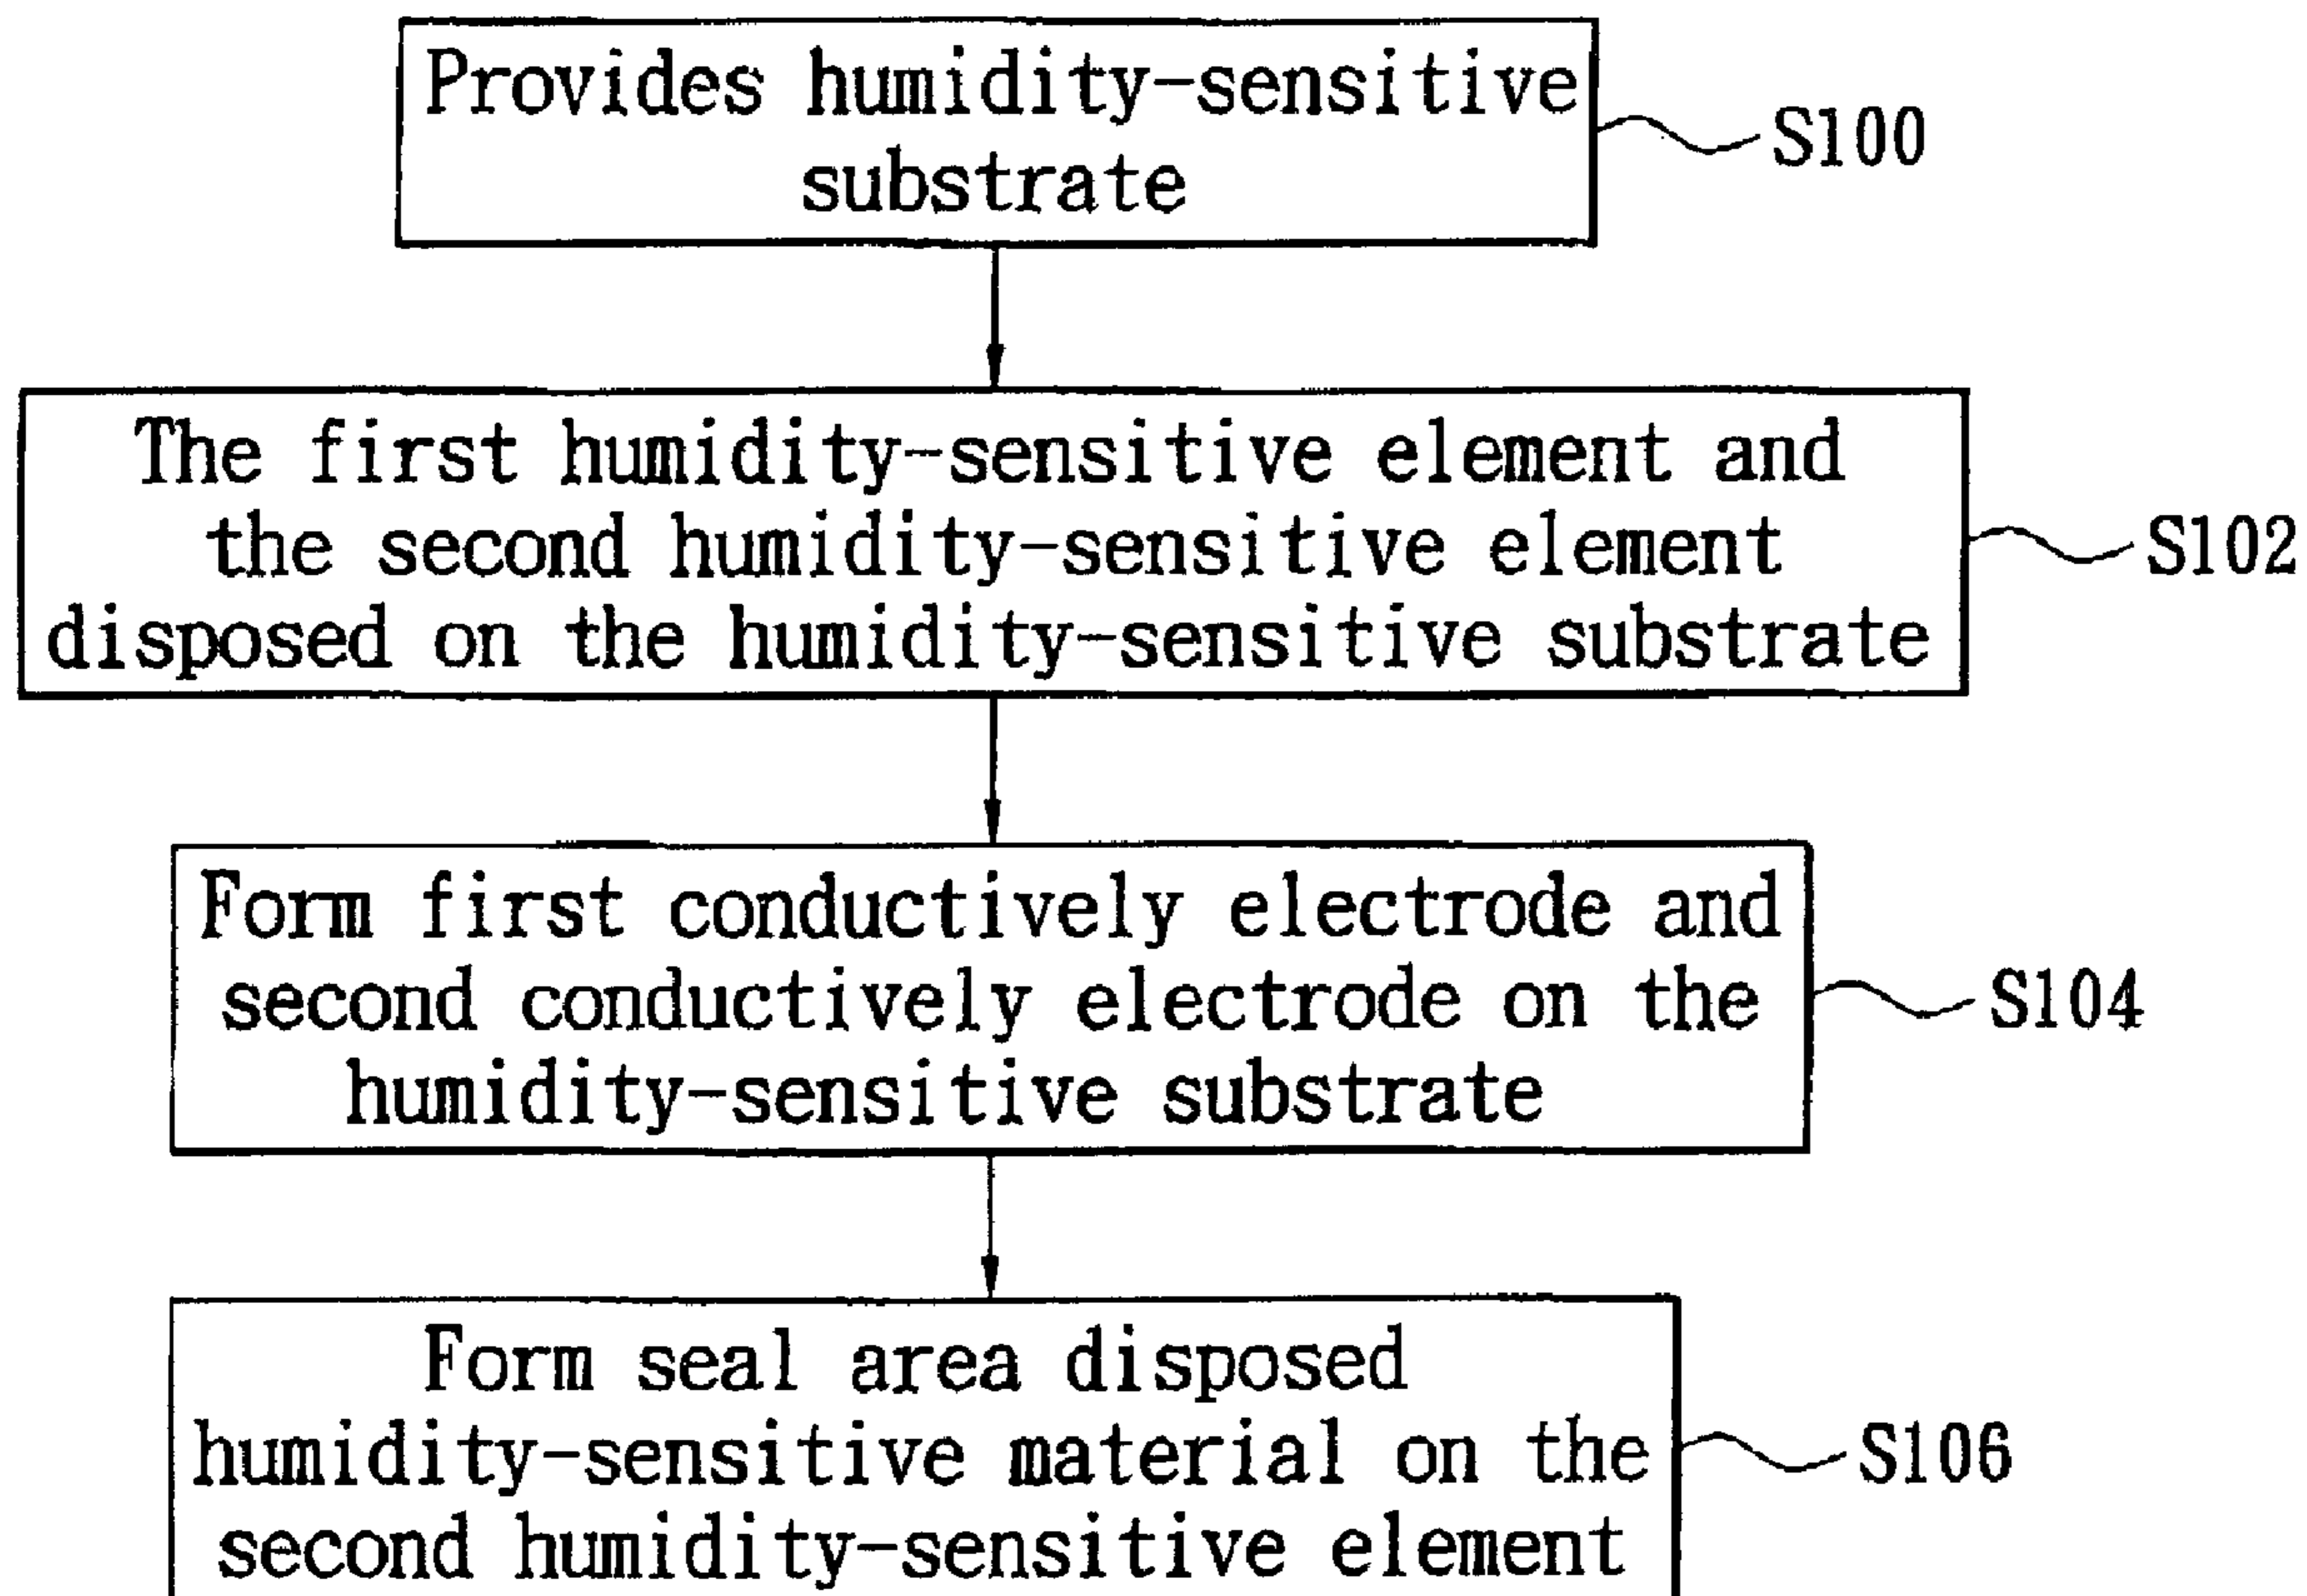 Provides humidity-sensitive
substrate
S100
The first humidity-sensitive element and
the second humidity-sensitive element
disposed on the humidity-sensitive substrate
S102
Form first conductively electrode and
second conductively electrode on the
humidity-sensitive substrate
S104
Form seal area disposed
humidity-sensitive material on the
second humidity-sensitive element
S106